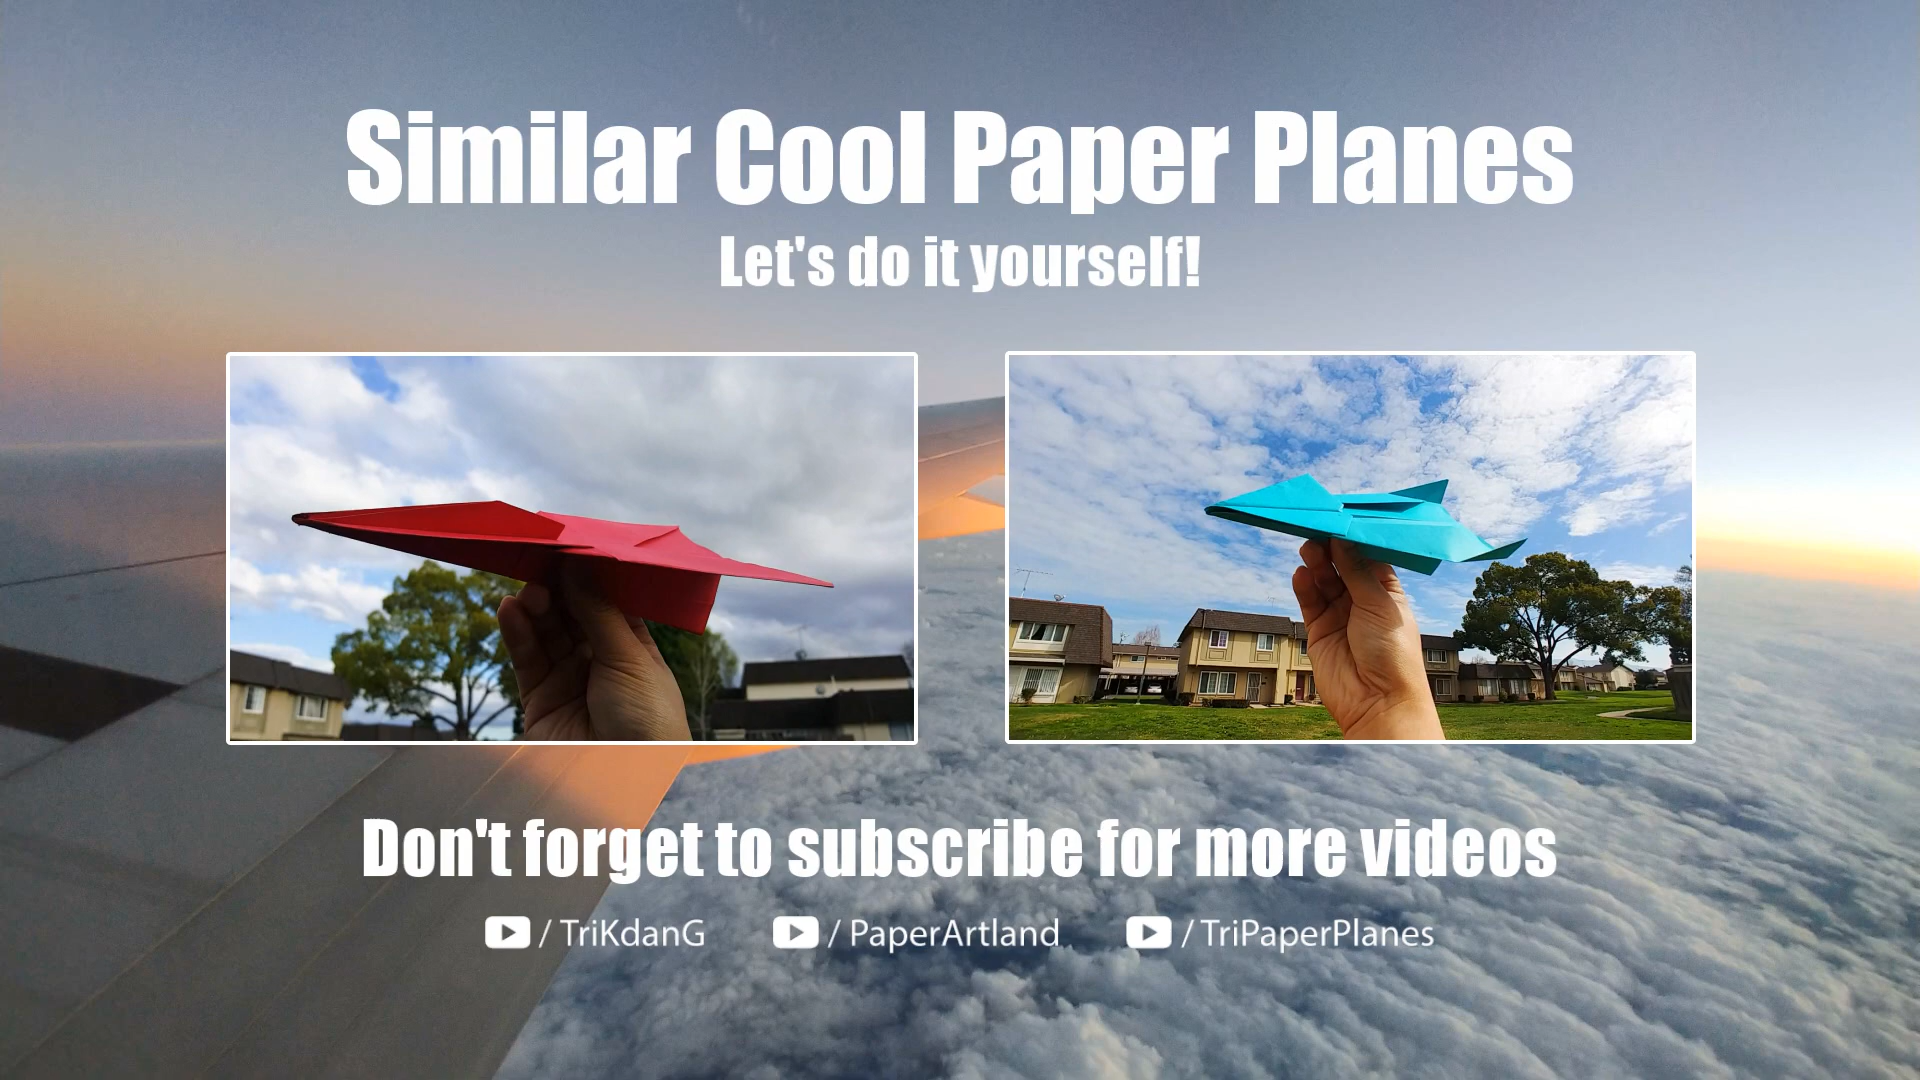 Similar Cool Paper Planes
Let's do it yourself!
Don't forget to subscribe for more videos
/ TriKdanG / PaperArtland / TriPaperPlanes